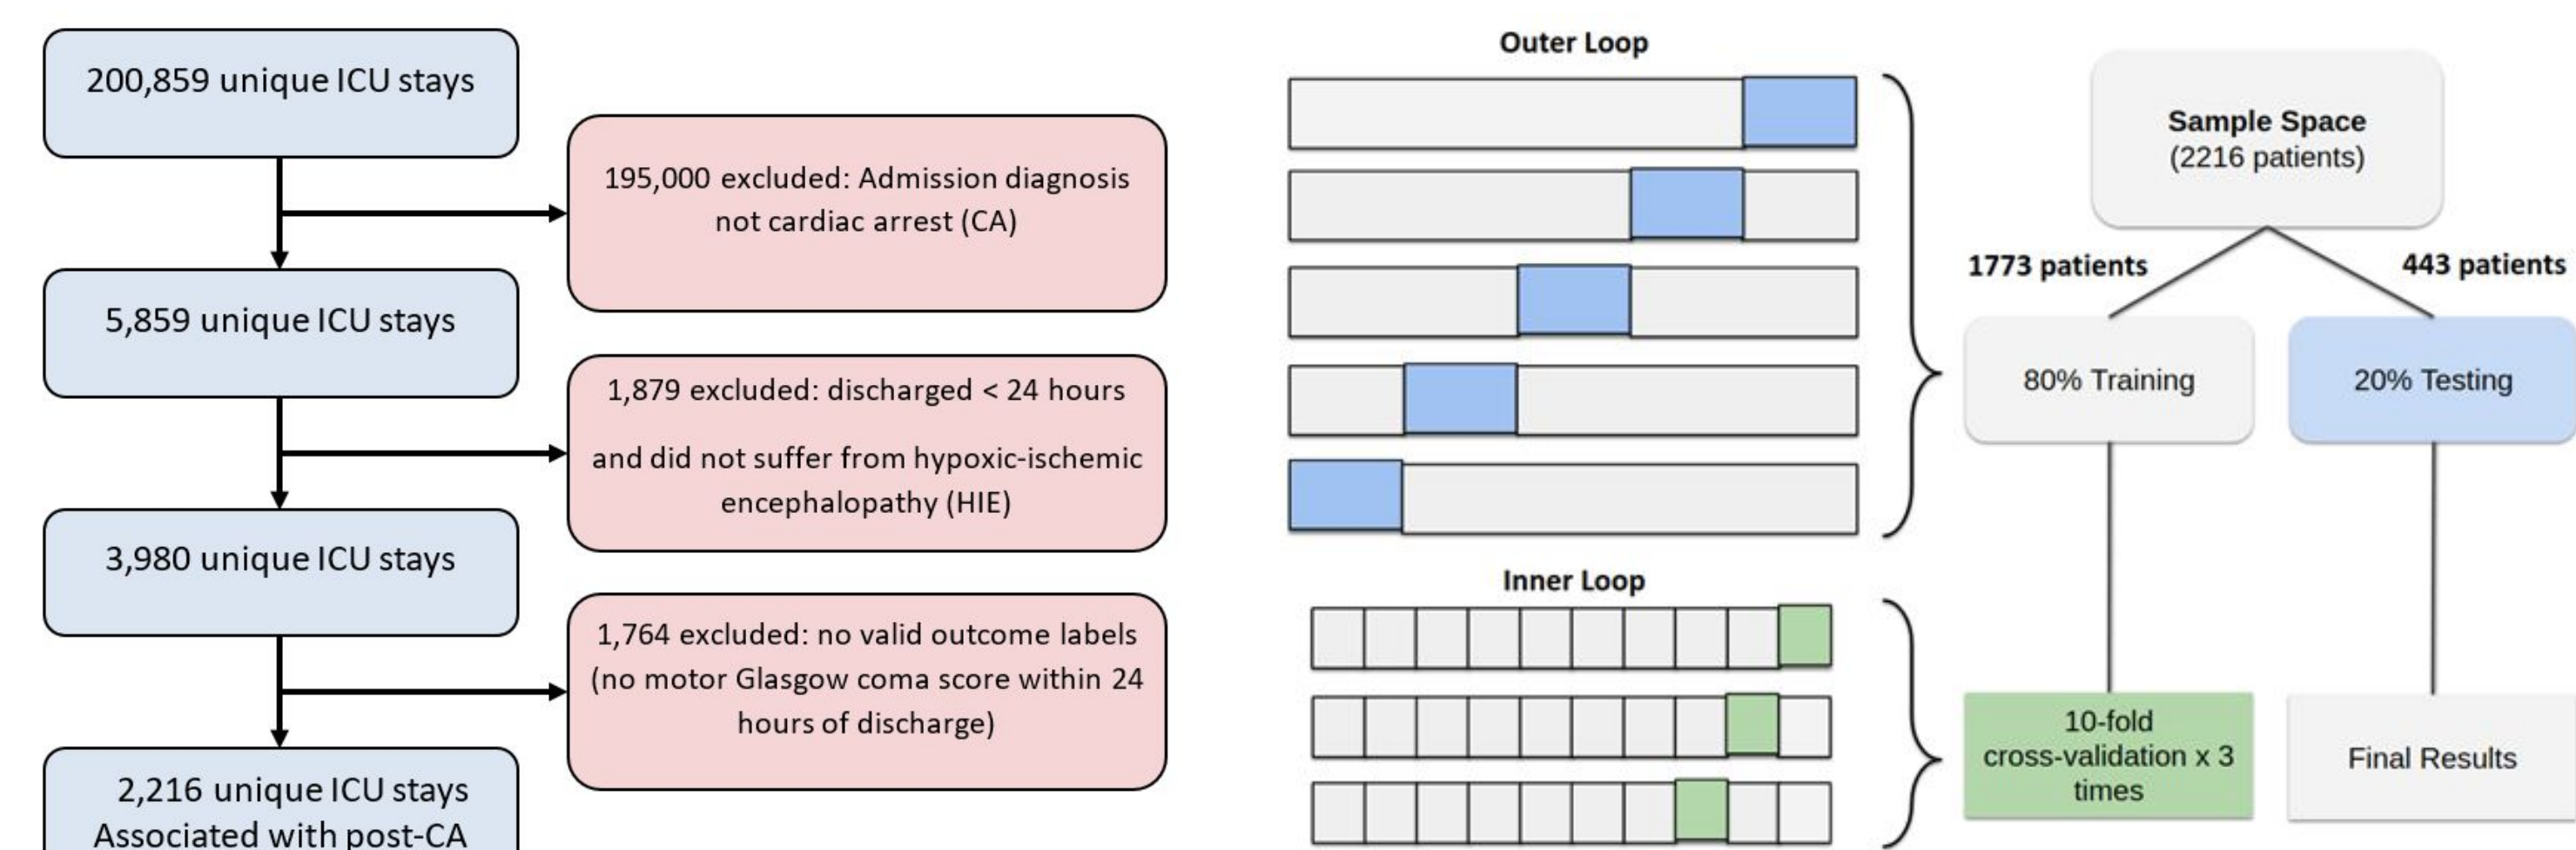 200,859 unique ICU stays
195,000 excluded: Admission diagnosis
not cardiac arrest (CA)
5,859 unique ICU stays
1,879 excluded: discharged < 24 hours
and did not suffer from hypoxic-ischemic
encephalopathy (HIE)
3,980 unique ICU stays
1,764 excluded: no valid outcome labels
(no motor Glasgow coma score within 24
hours of discharge)
2,216 unique ICU stays
Associated with post-CA
Outer Loop
Inner Loop
Sample Space
(2216 patients)
1773 patients
443 patients
80% Training
20% Testing
10-fold
cross-validation x 3
times
Final Results